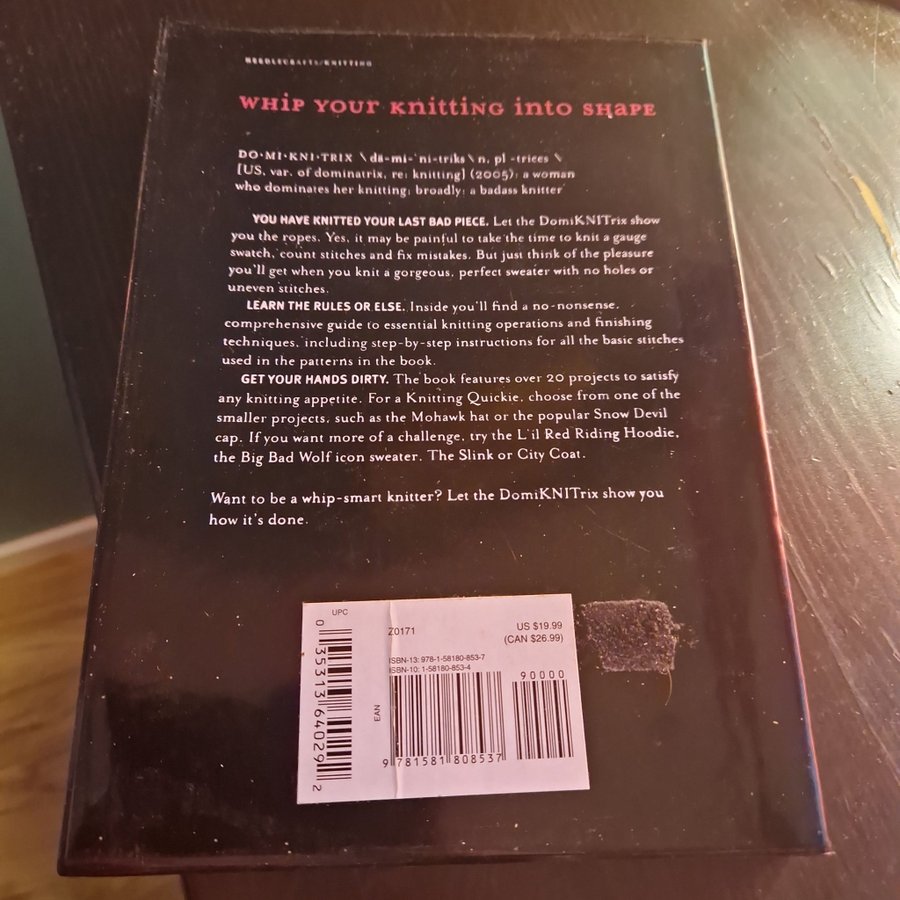 NEEDLECRAFTS/KNITTING
WHIP YOUR KNITTING INTO SHAPE
DO·MI·KNI·TRIX \ dä-mi-ˈni-triks \ n, pl -trices \
[US, var. of dominatrix, re: knitting] (2005): a woman
who dominates her knitting; broadly: a badass knitter
YOU HAVE KNITTED YOUR LAST BAD PIECE. Let the DomiKNITrix show
you the ropes. Yes, it may be painful to take the time to knit a gauge
swatch, count stitches and fix mistakes. But just think of the pleasure
you'll get when you knit a gorgeous, perfect sweater with no holes or
uneven stitches.
LEARN THE RULES OR ELSE. Inside you'll find a no-nonsense,
comprehensive guide to essential knitting operations and finishing
techniques, including step-by-step instructions for all the basic stitches
used in the patterns in the book.
GET YOUR HANDS DIRTY. The book features over 20 projects to satisfy
any knitting appetite. For a Knitting Quickie, choose from one of the
smaller projects, such as the Mohawk hat or the popular Snow Devil
cap. If you want more of a challenge, try the L'il Red Riding Hoodie,
the Big Bad Wolf icon sweater, The Slink or City Coat.
Want to be a whip-smart knitter? Let the DomiKNITrix show you
how it's done.
UPC
0 35313 64029 2
Z0171
US $19.99
(CAN $26.99)
ISBN-13: 978-1-58180-853-7
ISBN-10: 1-58180-853-4
90000
EAN
9 781581 808537